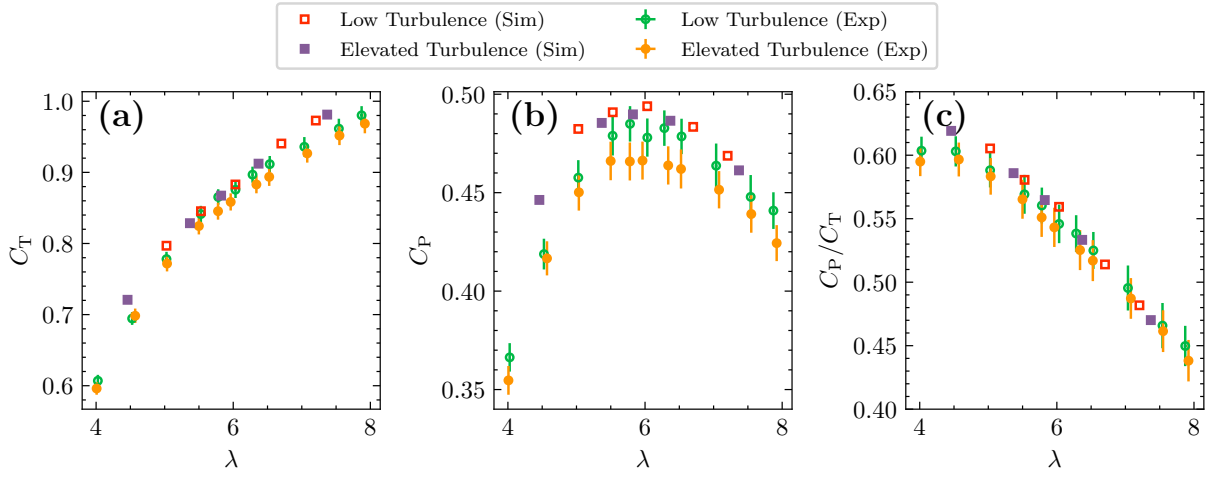 Low Turbulence (Sim) Low Turbulence (Exp)
Elevated Turbulence (Sim) Elevated Turbulence (Exp)
(a)
1.0
0.9
0.8
0.7
0.6
C_T
4 6 8
λ
(b)
0.50
0.45
0.40
0.35
C_P
4 6 8
λ
(c)
0.65
0.60
0.55
0.50
0.45
0.40
C_P/C_T
4 6 8
λ